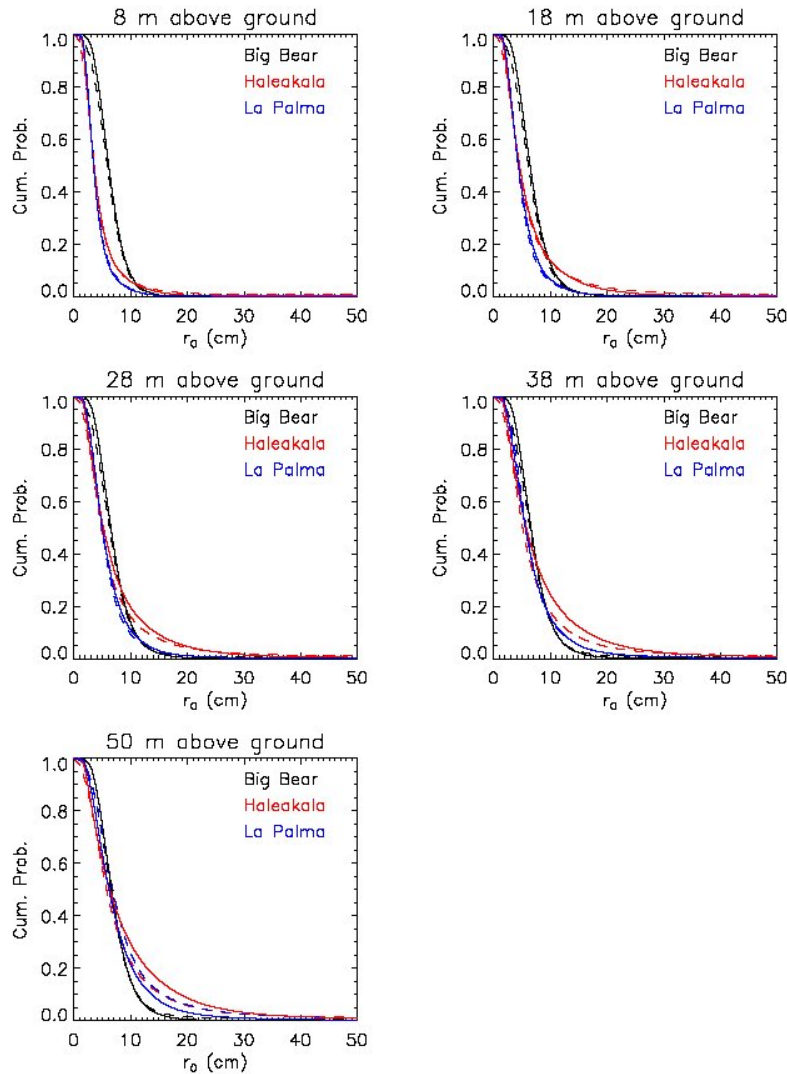 8 m above ground
1.0
0.8
0.6
0.4
0.2
0.0
Cum. Prob.
Big Bear
Haleakala
La Palma
0 10 20 30 40 50
r₀ (cm)
18 m above ground
1.0
0.8
0.6
0.4
0.2
0.0
Cum. Prob.
Big Bear
Haleakala
La Palma
0 10 20 30 40 50
r₀ (cm)
28 m above ground
1.0
0.8
0.6
0.4
0.2
0.0
Cum. Prob.
Big Bear
Haleakala
La Palma
0 10 20 30 40 50
r₀ (cm)
38 m above ground
1.0
0.8
0.6
0.4
0.2
0.0
Cum. Prob.
Big Bear
Haleakala
La Palma
0 10 20 30 40 50
r₀ (cm)
50 m above ground
1.0
0.8
0.6
0.4
0.2
0.0
Cum. Prob.
Big Bear
Haleakala
La Palma
0 10 20 30 40 50
r₀ (cm)